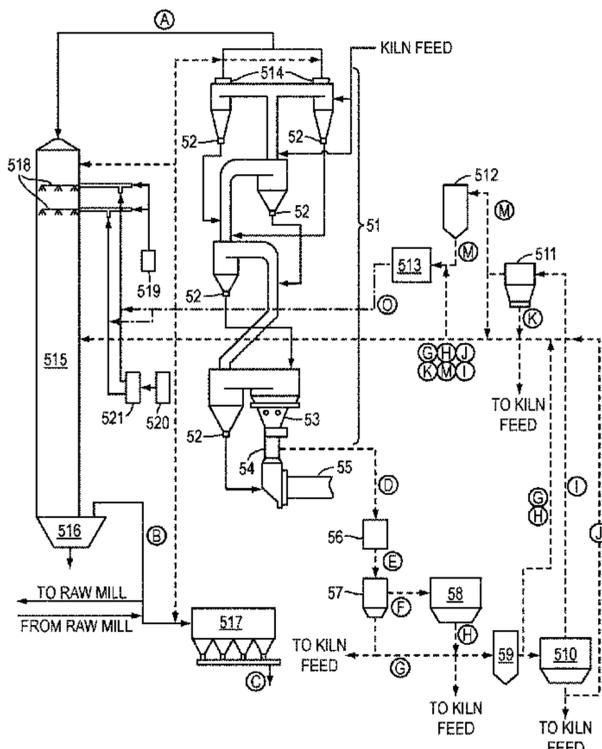 A
KILN FEED
514
52
52
518
52
51
512
M
M
511
513
519
52
O
K
515
G H J
K M I
TO KILN
FEED
521
520
52
53
54
55
D
G
H
I
J
516
B
56
E
57
F
58
TO RAW MILL
FROM RAW MILL
517
TO KILN
FEED
H
G
59
510
C
TO KILN
FEED
TO KILN
FEED